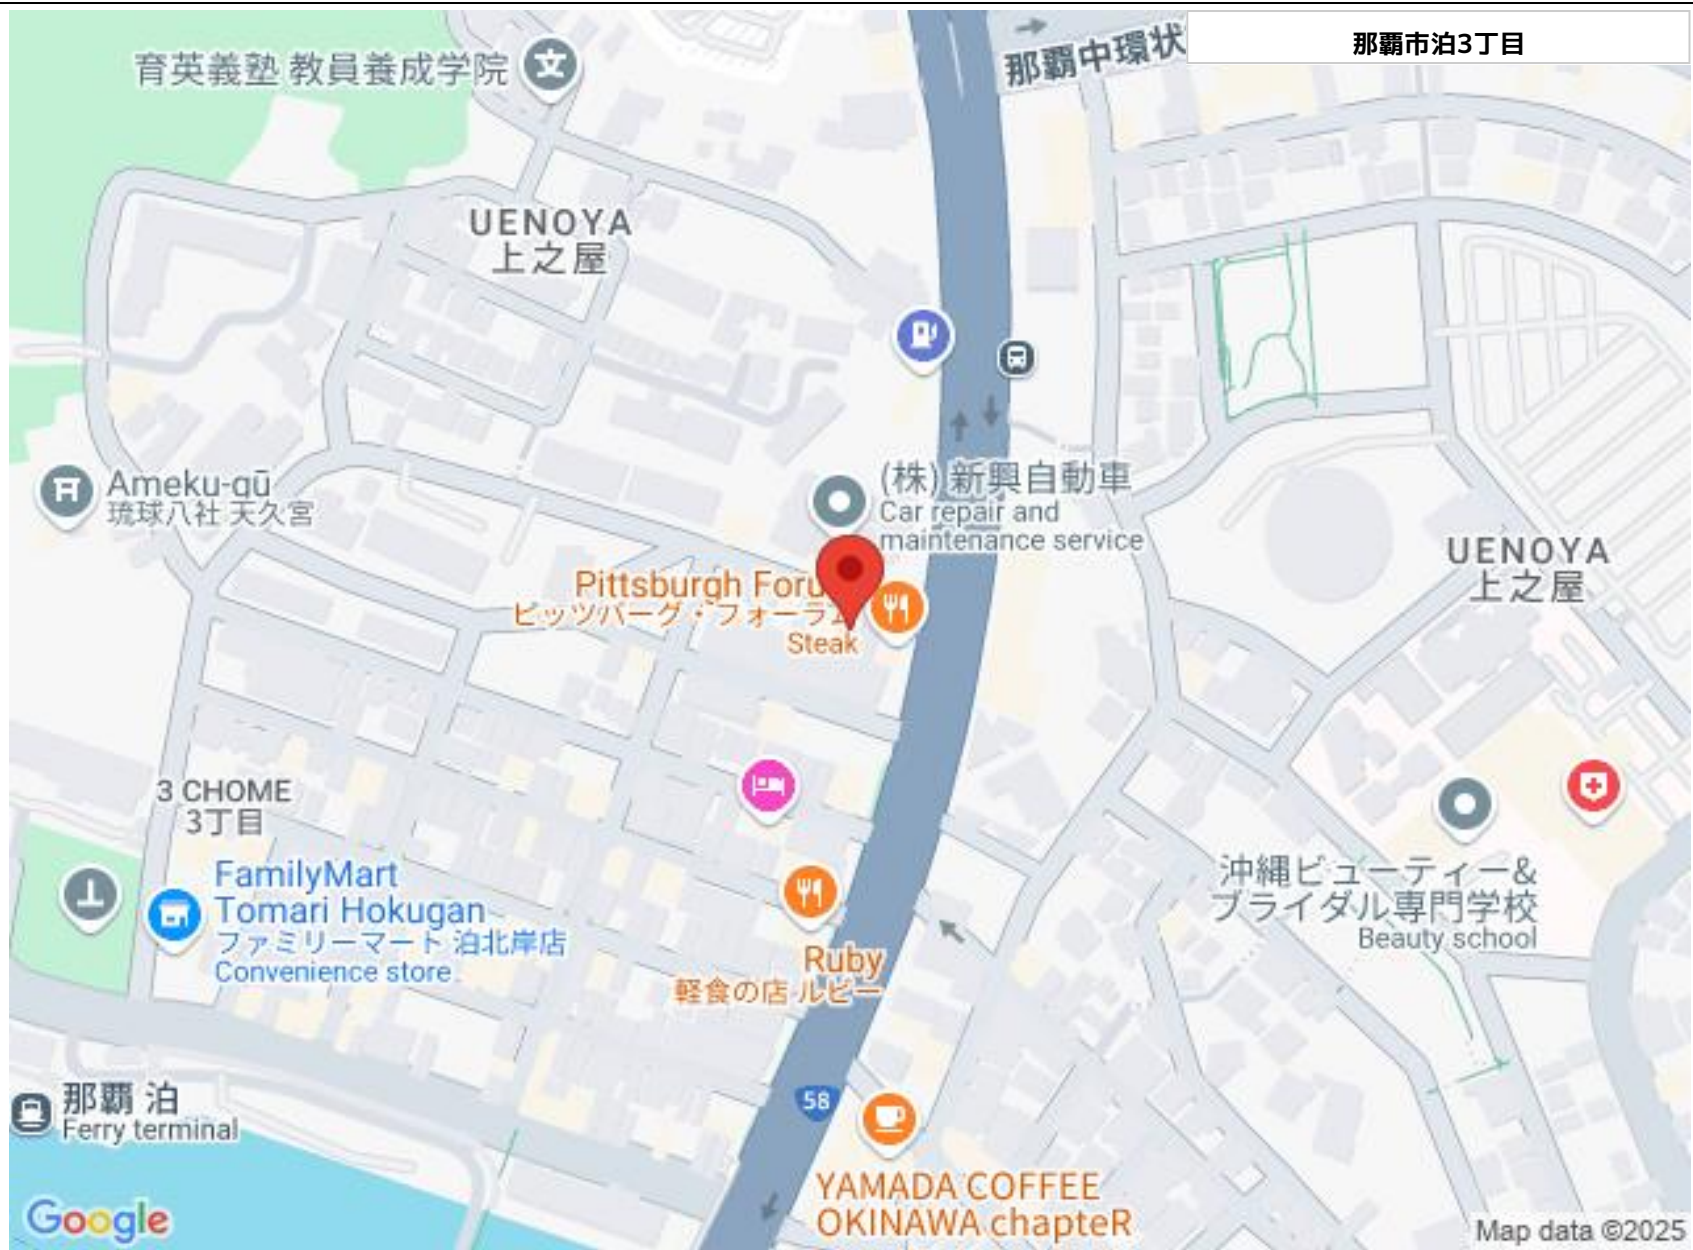 那覇市泊3丁目
那覇中環状
育英義塾 教員養成学院
UENOYA
上之屋
(株) 新興自動車
Car repair and
maintenance service
Ameku-gū
琉球八社 天久宮
UENOYA
上之屋
Pittsburgh Foru
ピッツバーグ・フォーラム
Steak
3 CHOME
3丁目
FamilyMart
Tomari Hokugan
ファミリーマート 泊北岸店
Convenience store
沖縄ビューティー&
ブライダル専門学校
Beauty school
Ruby
軽食の店 ルビー
58
那覇 泊
Ferry terminal
YAMADA COFFEE
OKINAWA chapteR
Google
Map data ©2025